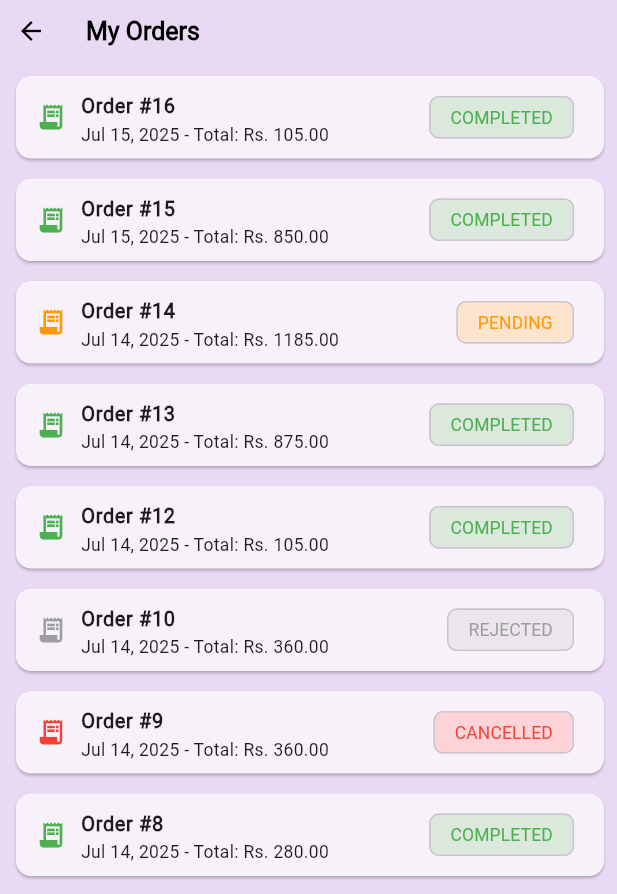 My Orders
Order #16
Jul 15, 2025 - Total: Rs. 105.00
COMPLETED
Order #15
Jul 15, 2025 - Total: Rs. 850.00
COMPLETED
Order #14
Jul 14, 2025 - Total: Rs. 1185.00
PENDING
Order #13
Jul 14, 2025 - Total: Rs. 875.00
COMPLETED
Order #12
Jul 14, 2025 - Total: Rs. 105.00
COMPLETED
Order #10
Jul 14, 2025 - Total: Rs. 360.00
REJECTED
Order #9
Jul 14, 2025 - Total: Rs. 360.00
CANCELLED
Order #8
Jul 14, 2025 - Total: Rs. 280.00
COMPLETED